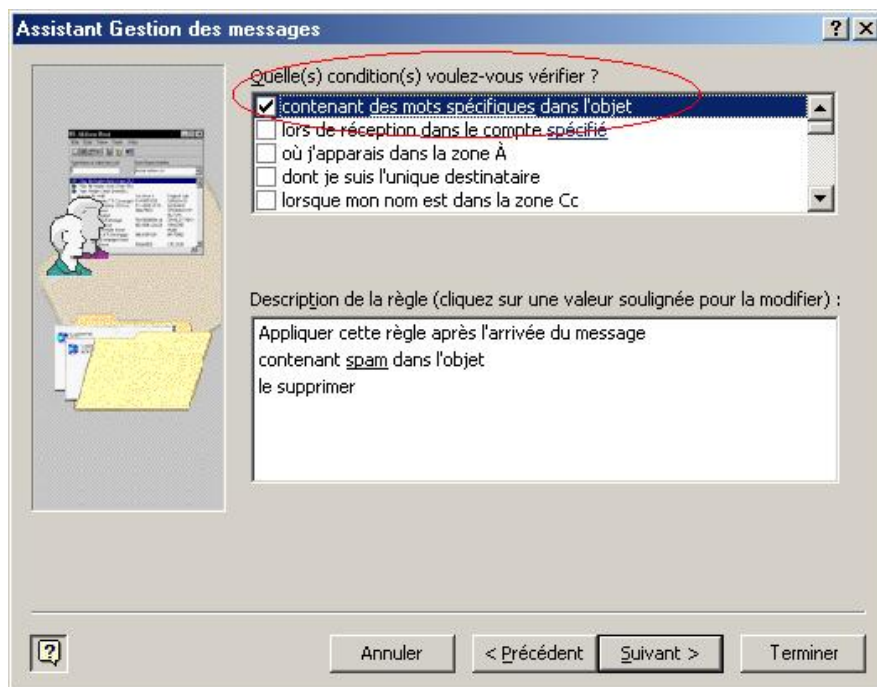 Assistant Gestion des messages
Quelle(s) condition(s) voulez-vous vérifier ?
contenant des mots spécifiques dans l'objet
lors de réception dans le compte spécifié
où j'apparais dans la zone À
dont je suis l'unique destinataire
lorsque mon nom est dans la zone Cc
Description de la règle (cliquez sur une valeur soulignée pour la modifier) :
Appliquer cette règle après l'arrivée du message
contenant spam dans l'objet
le supprimer
Annuler
< Précédent
Suivant >
Terminer